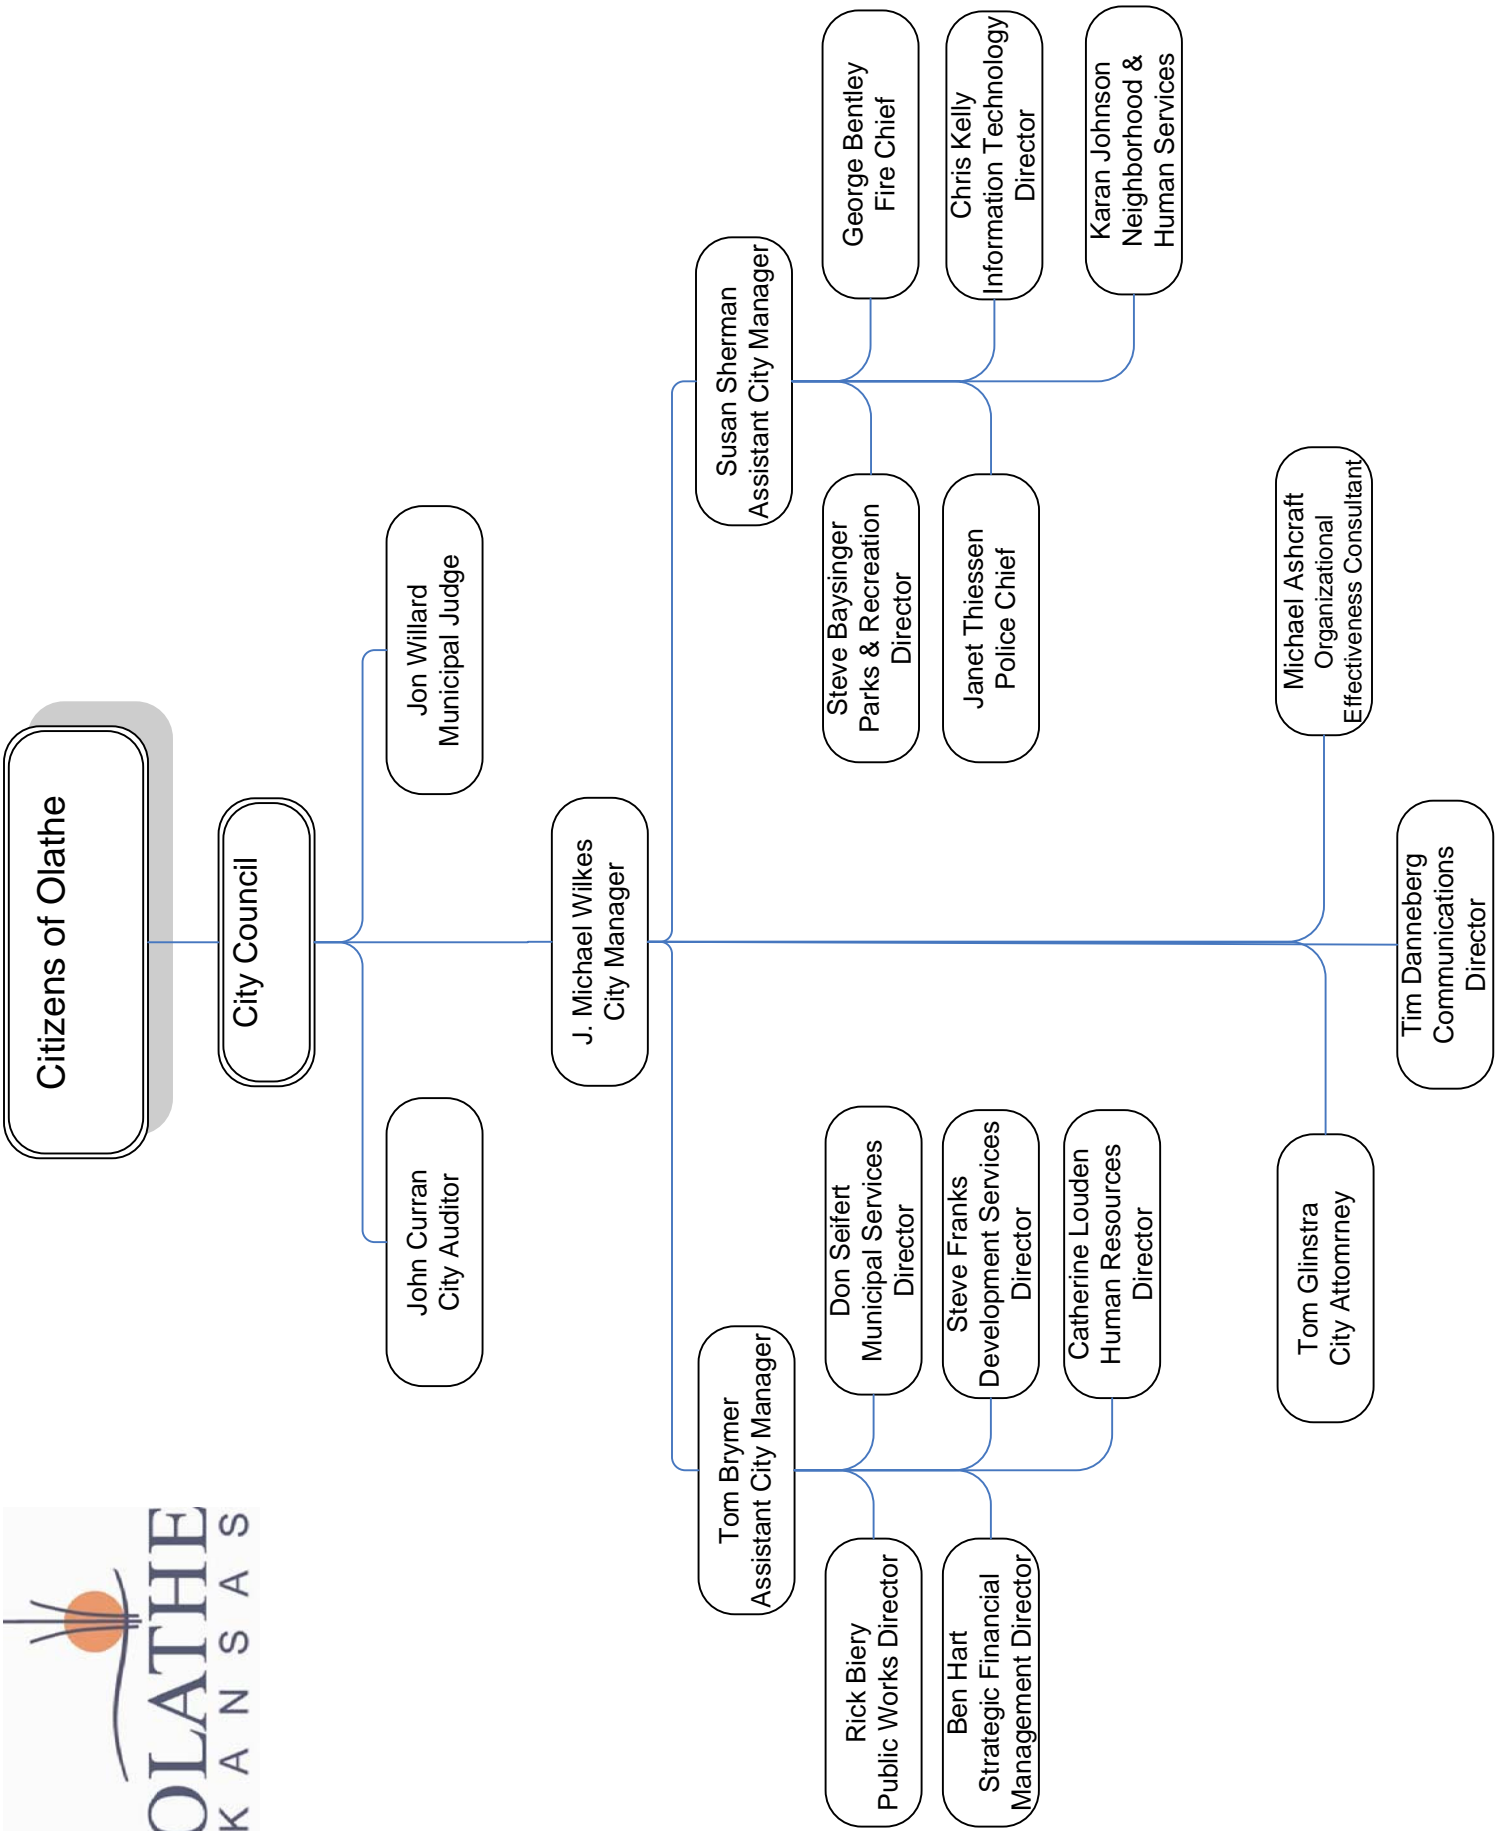 OLATHE
KANSAS
Citizens of Olathe
City Council
John Curran
City Auditor
Jon Willard
Municipal Judge
J. Michael Wilkes
City Manager
Tom Brymer
Assistant City Manager
Susan Sherman
Assistant City Manager
Rick Biery
Public Works Director
Don Seifert
Municipal Services
Director
Steve Baysinger
Parks & Recreation
Director
George Bentley
Fire Chief
Ben Hart
Strategic Financial
Management Director
Steve Franks
Development Services
Director
Janet Thiessen
Police Chief
Chris Kelly
Information Technology
Director
Catherine Louden
Human Resources
Director
Karan Johnson
Neighborhood &
Human Services
Tom Glinstra
City Attomrney
Michael Ashcraft
Organizational
Effectiveness Consultant
Tim Danneberg
Communications
Director